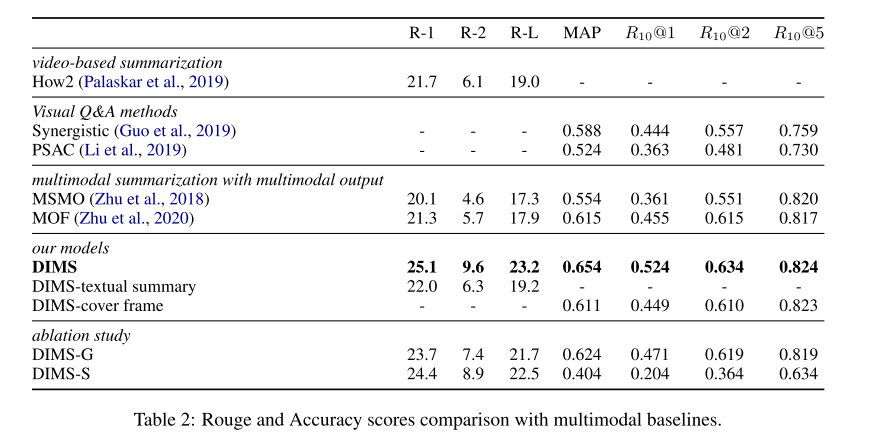 R-1 R-2 R-L MAP R10@1 R10@2 R10@5
video-based summarization
How2 (Palaskar et al., 2019) 21.7 6.1 19.0 - - - -
Visual Q&A methods
Synergistic (Guo et al., 2019) - - - 0.588 0.444 0.557 0.759
PSAC (Li et al., 2019) - - - 0.524 0.363 0.481 0.730
multimodal summarization with multimodal output
MSMO (Zhu et al., 2018) 20.1 4.6 17.3 0.554 0.361 0.551 0.820
MOF (Zhu et al., 2020) 21.3 5.7 17.9 0.615 0.455 0.615 0.817
our models
DIMS 25.1 9.6 23.2 0.654 0.524 0.634 0.824
DIMS-textual summary 22.0 6.3 19.2 - - - -
DIMS-cover frame - - - 0.611 0.449 0.610 0.823
ablation study
DIMS-G 23.7 7.4 21.7 0.624 0.471 0.619 0.819
DIMS-S 24.4 8.9 22.5 0.404 0.204 0.364 0.634
Table 2: Rouge and Accuracy scores comparison with multimodal baselines.